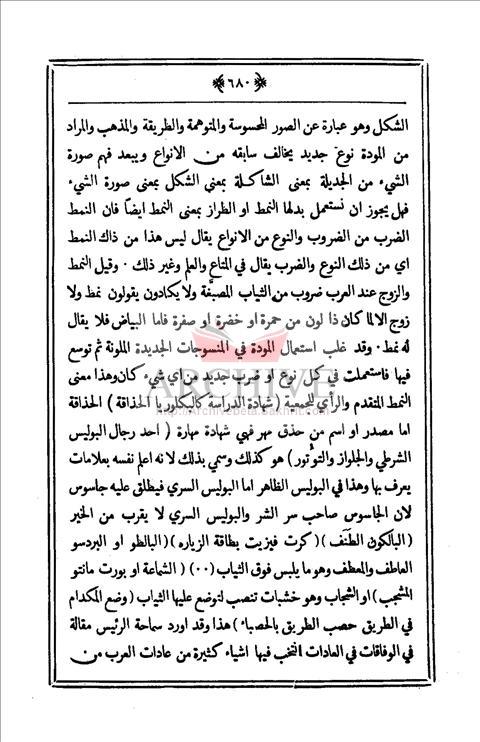 ٦٨٠
الشكل وهو عبارة عن الصور المحسوسة والمتوهمة والطريقة والمذهب والمراد
من المودة نوع جديد يخالف سابقه من الانواع ويبعد فهم صورة
الشيء من الجديلة بمعنى الشاكلة بمعنى الشكل بمعنى صورة الشيء
فهل يجوز ان نستعمل بدلها النمط او الطراز بمعنى النمط ايضاً فان النمط
الضرب من الضروب والنوع من الانواع يقال ليس هذا من ذاك النمط
اي من ذلك النوع والضرب يقال في المتاع والعلم وغير ذلك ٠ وقيل النمط
والزوج عند العرب ضروب من الثياب المصبَّغة ولا يكادون يقولون نمط ولا
زوج الا لما كان ذا لون من حمرة او خضرة او صفرة فاما البياض فلا يقال
له نمط ٠ وقد غلب استعمال المودة في المنسوجات الجديدة الملونة ثم توسع
فيها فاستعملت في كل نوع او ضرب جديد من اي شيء كان وهذا معنى
النمط المتقدم والرأي للجمعية ( شهادة الدراسة كالبكلوريا الحذاقة ) الحذاقة
اما مصدر او اسم من حذق مهر فهي شهادة مهارة ( أحد رجال البوليس
الشرطي والجلواز والتؤثور ) هو كذلك وسمي بذلك لانه اعلم نفسه بعلامات
يعرف بها وهذا في البوليس الظاهر اما البوليس السري فيطلق عليه جاسوس
لان الجاسوس صاحب سر الشر والبوليس السري لا يقرب من الخير
( البالكون الطنَف )( كرت فيزيت بطاقة الزياره )( البالطو او البردسو
العاطف والمعطف وهو ما يلبس فوق الثياب (٠٠) ( الشماعة او بورت مانتو
المشجب ) او الشجاب وهو خشبات تنصب لتوضع عليها الثياب ( وضع المكدام
في الطريق حصب الطريق بالحصباء ) هذا وقد اورد سماحة الرئيس مقالة
في الوفاقات في العادات انتخب فيها اشياء كثيرة من عادات العرب من
ARCHIVE
http://Archivebeta.Sakhrit.com